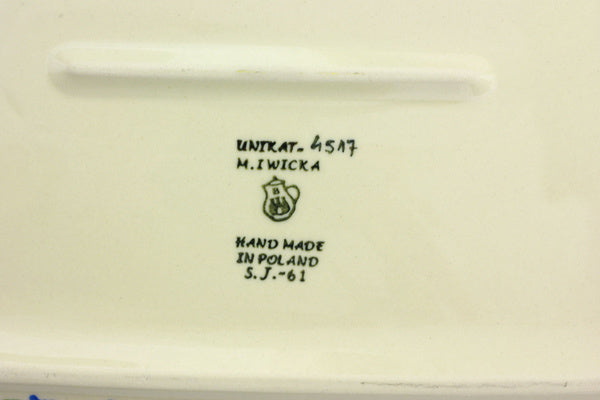 UNIKAT- 4517
M. IWICKA
B
HAND MADE
IN POLAND
S. J.-61